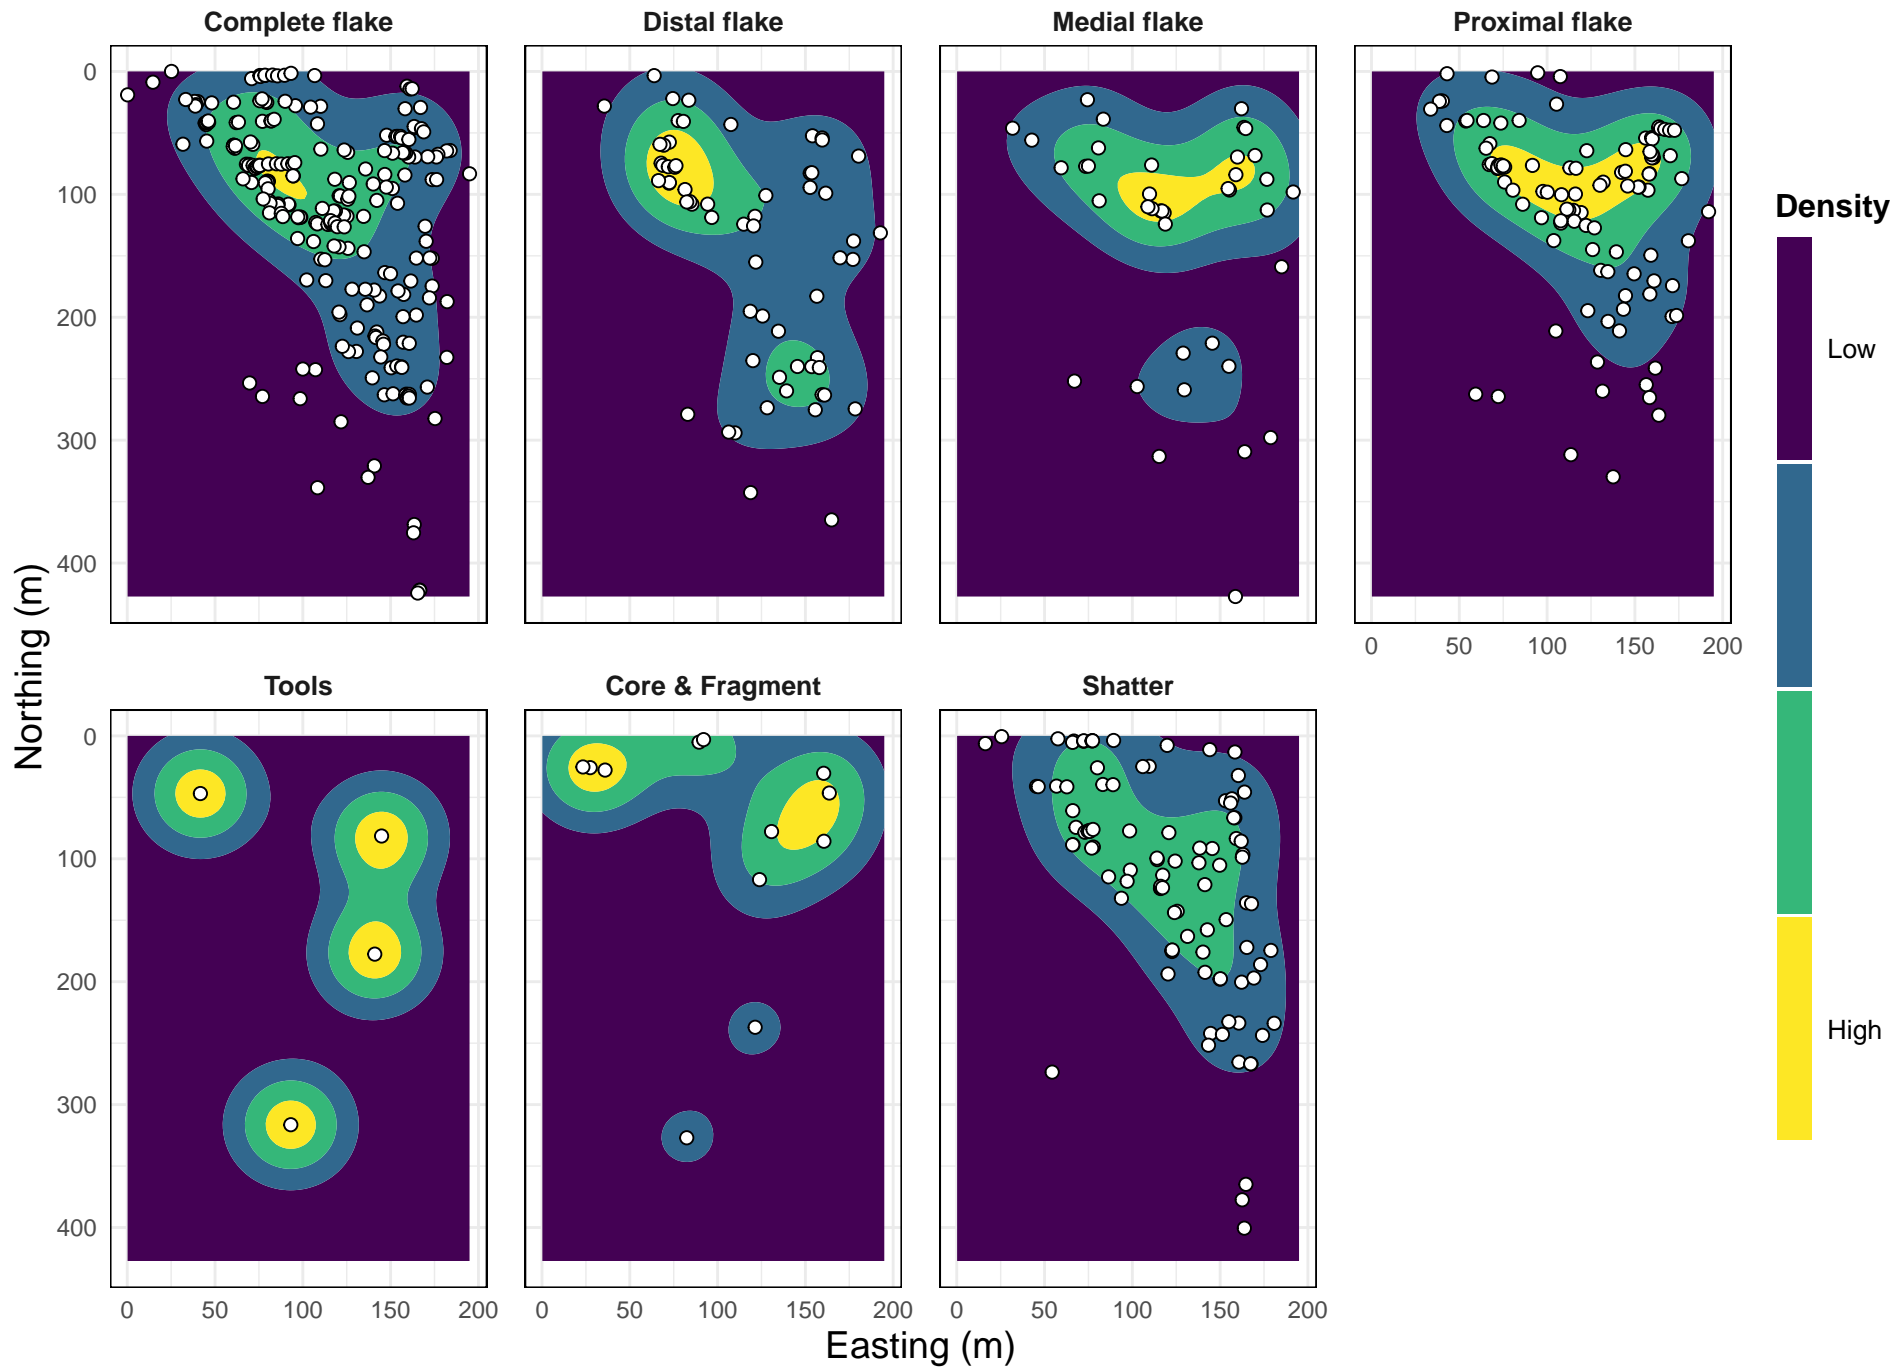 Complete flake
Distal flake
Medial flake
Proximal flake
0
100
200
300
400
0 50 100 150 200
Tools
Core & Fragment
Shatter
0
100
200
300
400
0 50 100 150 200
0 50 100 150 200
0 50 100 150 200
Easting (m)
Northing (m)
Density
Low
High